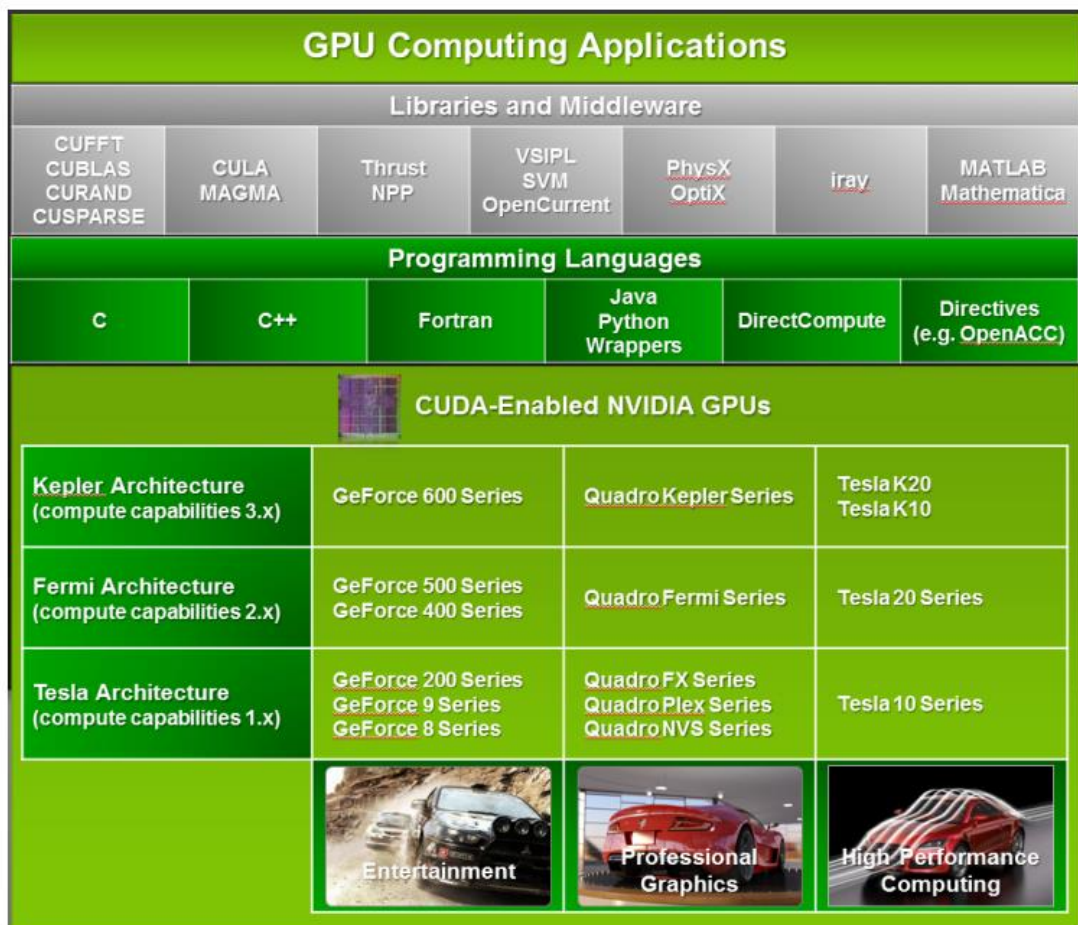 GPU Computing Applications
Libraries and Middleware
CUFFT
CUBLAS
CURAND
CUSPARSE
CULA
MAGMA
Thrust
NPP
VSIPL
SVM
OpenCurrent
PhysX
OptiX
iray
MATLAB
Mathematica
Programming Languages
C
C++
Fortran
Java
Python
Wrappers
DirectCompute
Directives
(e.g. OpenACC)
CUDA-Enabled NVIDIA GPUs
Kepler Architecture
(compute capabilities 3.x)
GeForce 600 Series
Quadro Kepler Series
Tesla K20
Tesla K10
Fermi Architecture
(compute capabilities 2.x)
GeForce 500 Series
GeForce 400 Series
Quadro Fermi Series
Tesla 20 Series
Tesla Architecture
(compute capabilities 1.x)
GeForce 200 Series
GeForce 9 Series
GeForce 8 Series
Quadro FX Series
Quadro Plex Series
Quadro NVS Series
Tesla 10 Series
Entertainment
Professional
Graphics
High Performance
Computing